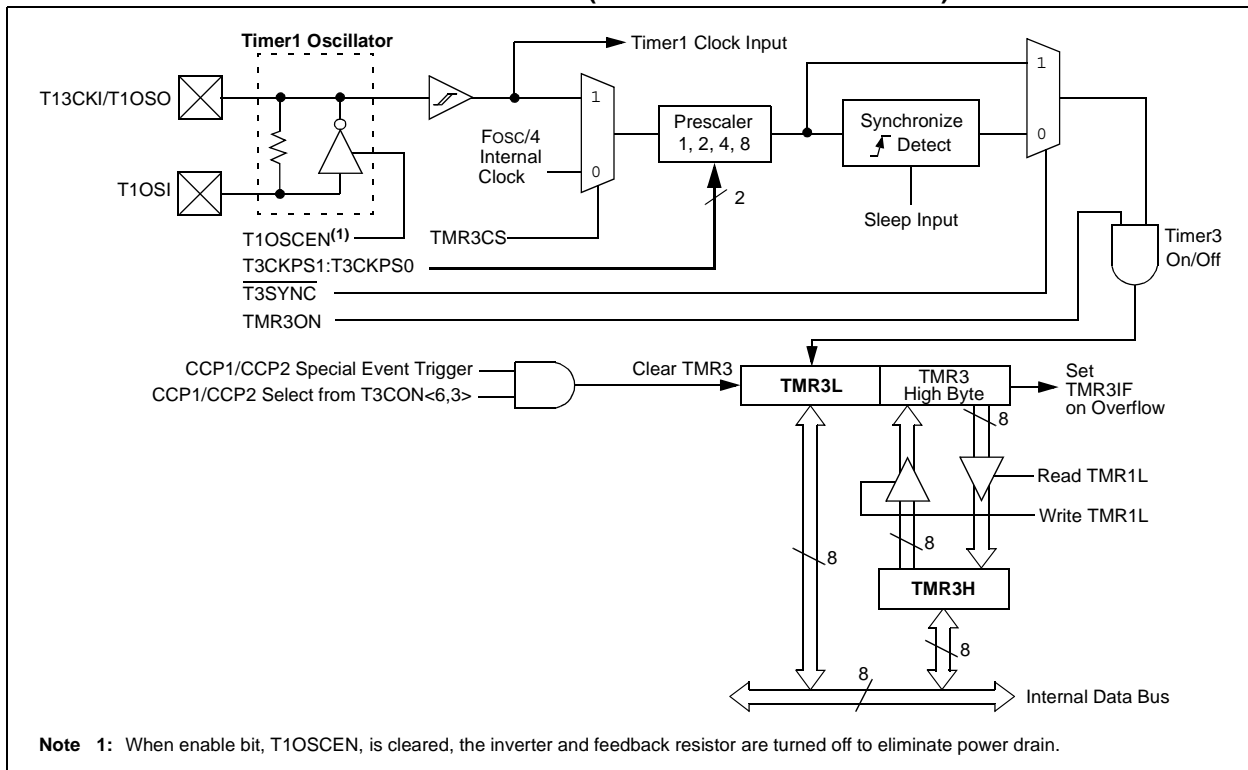 Timer1 Oscillator
Timer1 Clock Input
T13CKI/T1OSO
1
FOSC/4
Internal
Clock
0
Prescaler
1, 2, 4, 8
Synchronize
Detect
1
0
T1OSI
2
Sleep Input
T1OSCEN(1)
TMR3CS
Timer3
On/Off
T3CKPS1:T3CKPS0
T3SYNC
TMR3ON
CCP1/CCP2 Special Event Trigger
CCP1/CCP2 Select from T3CON<6,3>
Clear TMR3
TMR3L
TMR3
High Byte
Set
TMR3IF
on Overflow
8
Read TMR1L
Write TMR1L
8
8
TMR3H
8
8
Internal Data Bus
Note 1: When enable bit, T1OSCEN, is cleared, the inverter and feedback resistor are turned off to eliminate power drain.